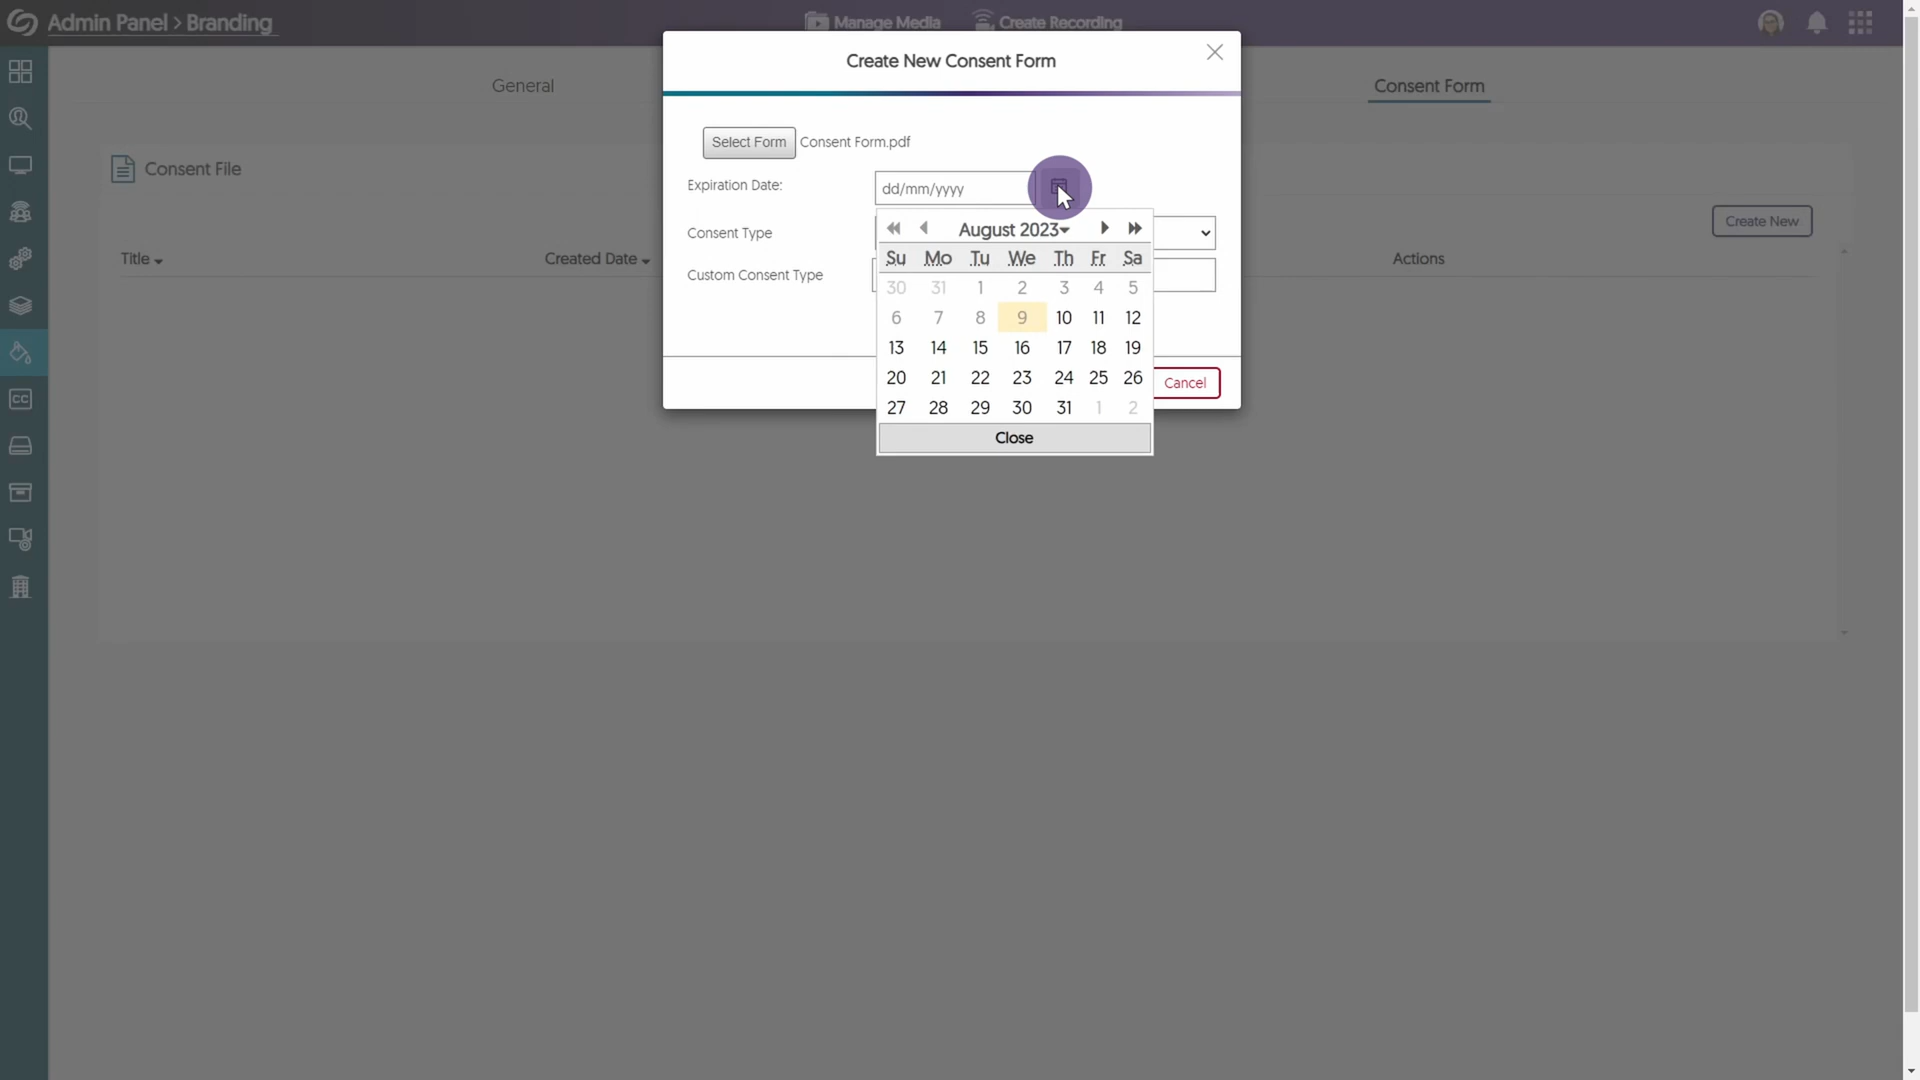 Admin Panel > Branding
Manage Media
Create Recording
Create New Consent Form
General
Consent Form
Select Form Consent Form.pdf
Consent File
Expiration Date: dd/mm/yyyy
Create New
Consent Type
August 2023
Title
Created Date
Actions
Su Mo Tu We Th Fr Sa
Custom Consent Type
30 31 1 2 3 4 5
6 7 8 9 10 11 12
13 14 15 16 17 18 19
20 21 22 23 24 25 26
27 28 29 30 31 1 2
Cancel
Close
CC